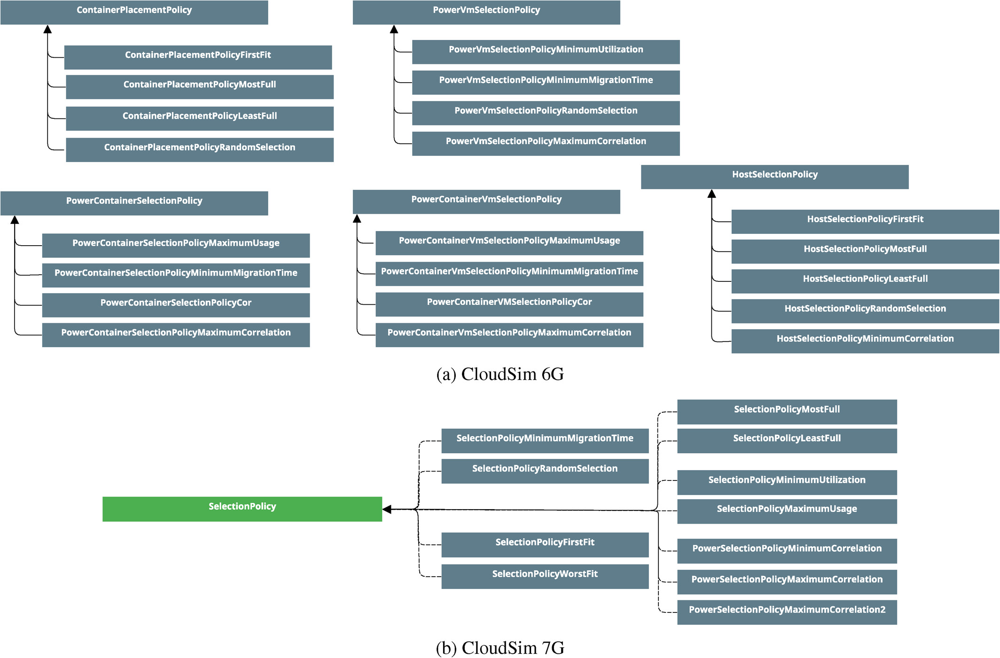 ContainerPlacementPolicy
ContainerPlacementPolicyFirstFit
ContainerPlacementPolicyMostFull
ContainerPlacementPolicyLeastFull
ContainerPlacementPolicyRandomSelection
PowerVmSelectionPolicy
PowerVmSelectionPolicyMinimumUtilization
PowerVmSelectionPolicyMinimumMigrationTime
PowerVmSelectionPolicyRandomSelection
PowerVmSelectionPolicyMaximumCorrelation
PowerContainerSelectionPolicy
PowerContainerSelectionPolicyMaximumUsage
PowerContainerSelectionPolicyMinimumMigrationTime
PowerContainerSelectionPolicyCor
PowerContainerSelectionPolicyMaximumCorrelation
PowerContainerVmSelectionPolicy
PowerContainerVmSelectionPolicyMaximumUsage
PowerContainerVmSelectionPolicyMinimumMigrationTime
PowerContainerVMSelectionPolicyCor
PowerContainerVmSelectionPolicyMaximumCorrelation
HostSelectionPolicy
HostSelectionPolicyFirstFit
HostSelectionPolicyMostFull
HostSelectionPolicyLeastFull
HostSelectionPolicyRandomSelection
HostSelectionPolicyMinimumCorrelation
(a) CloudSim 6G
SelectionPolicy
SelectionPolicyMinimumMigrationTime
SelectionPolicyRandomSelection
SelectionPolicyFirstFit
SelectionPolicyWorstFit
SelectionPolicyMostFull
SelectionPolicyLeastFull
SelectionPolicyMinimumUtilization
SelectionPolicyMaximumUsage
PowerSelectionPolicyMinimumCorrelation
PowerSelectionPolicyMaximumCorrelation
PowerSelectionPolicyMaximumCorrelation2
(b) CloudSim 7G